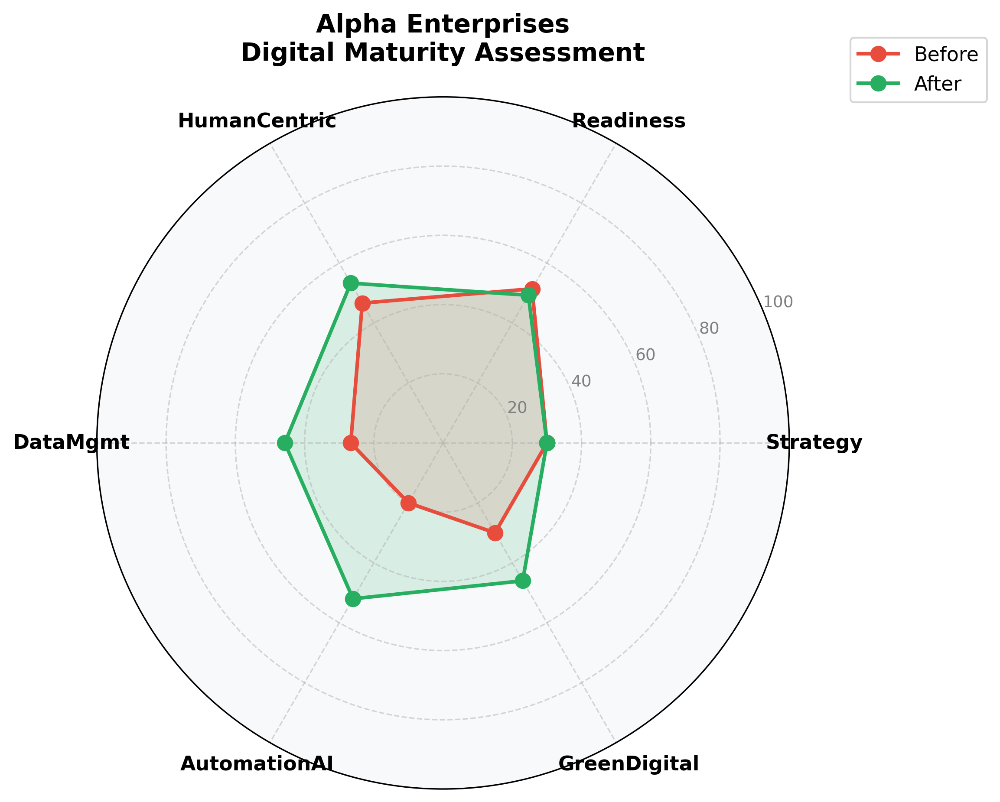 Alpha Enterprises
Digital Maturity Assessment
Before
After
HumanCentric
Readiness
100
80
60
40
20
DataMgmt
Strategy
AutomationAI
GreenDigital